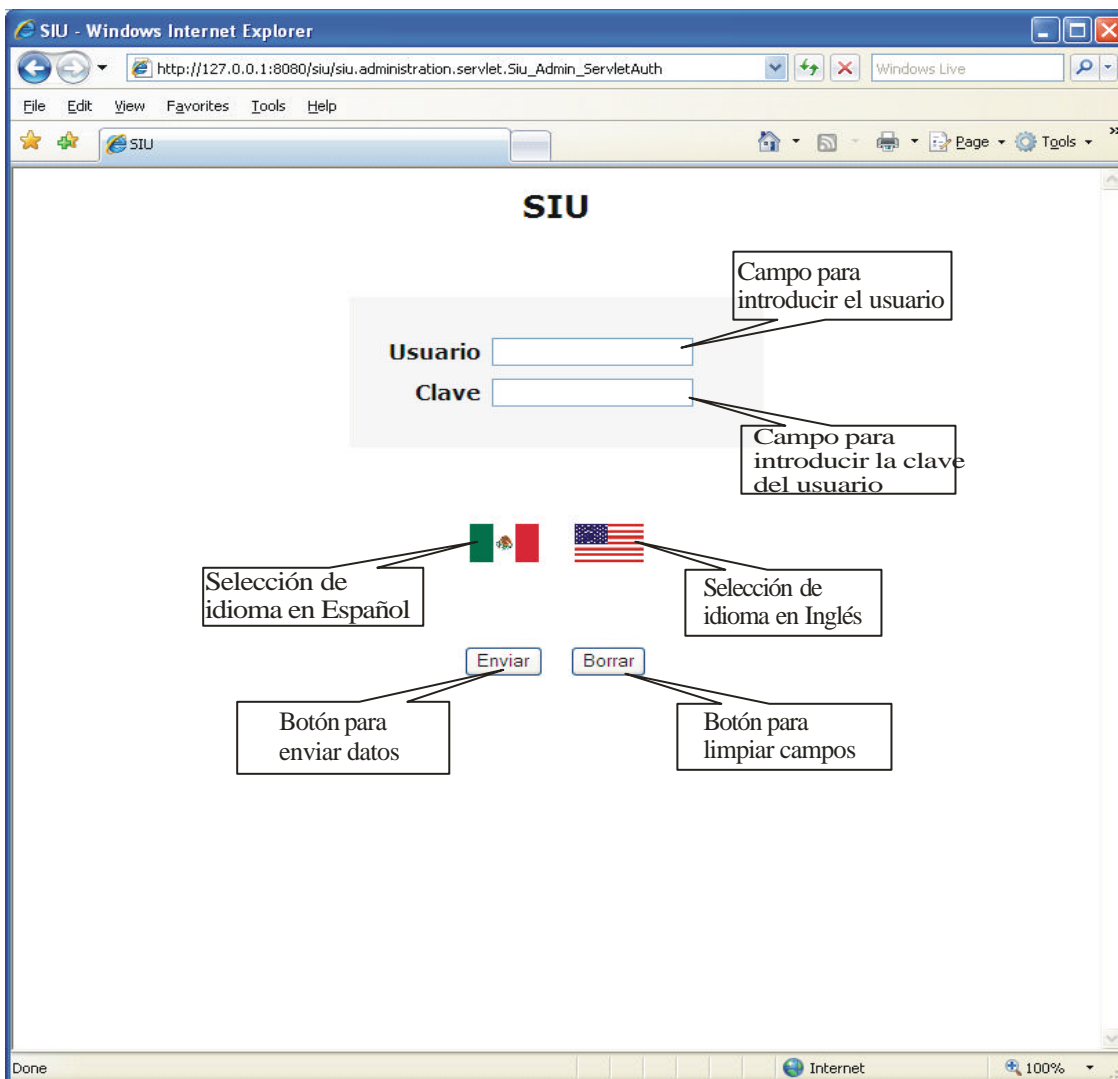 SIU - Windows Internet Explorer
http://127.0.0.1:8080/siu/siu.administration.servlet.Siu_Admin_ServletAuth
Windows Live
File Edit View Favorites Tools Help
SIU
Page Tools »
SIU
Campo para
introducir el usuario
Usuario
Clave
Campo para
introducir la clave
del usuario
Selección de
idioma en Español
Selección de
idioma en Inglés
Enviar Borrar
Botón para
enviar datos
Botón para
limpiar campos
Done Internet 100%